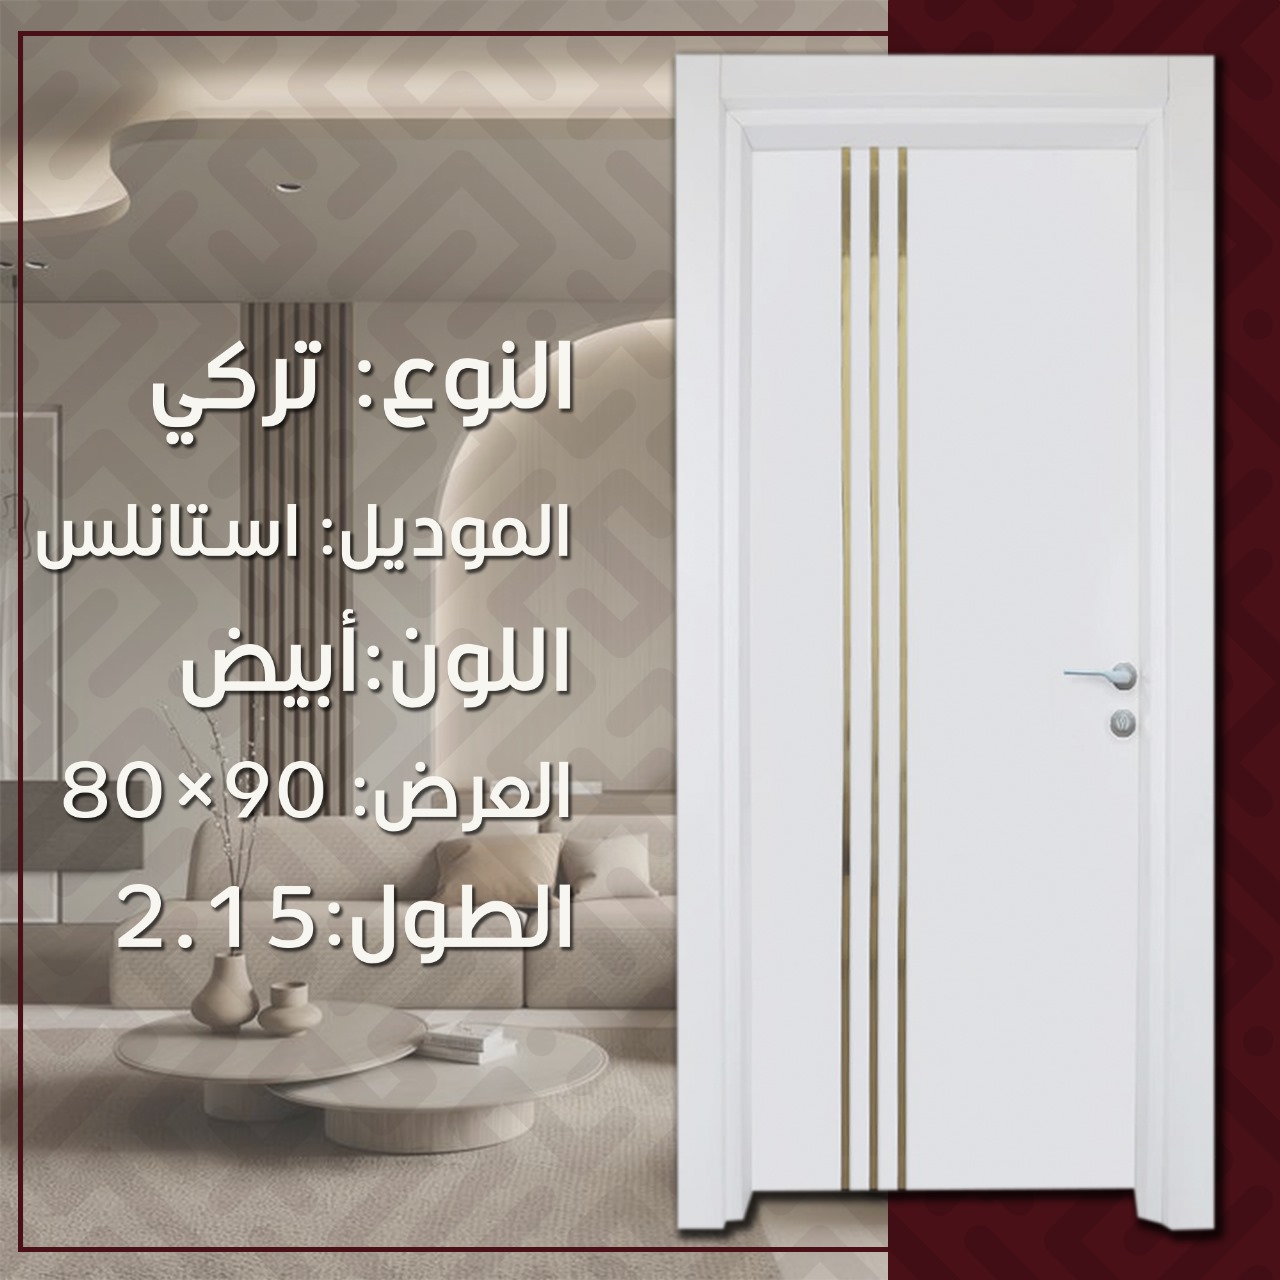 النوع: تركي
الموديل: استانلس
اللون:أبيض
العرض: 90×80
الطول:2.15